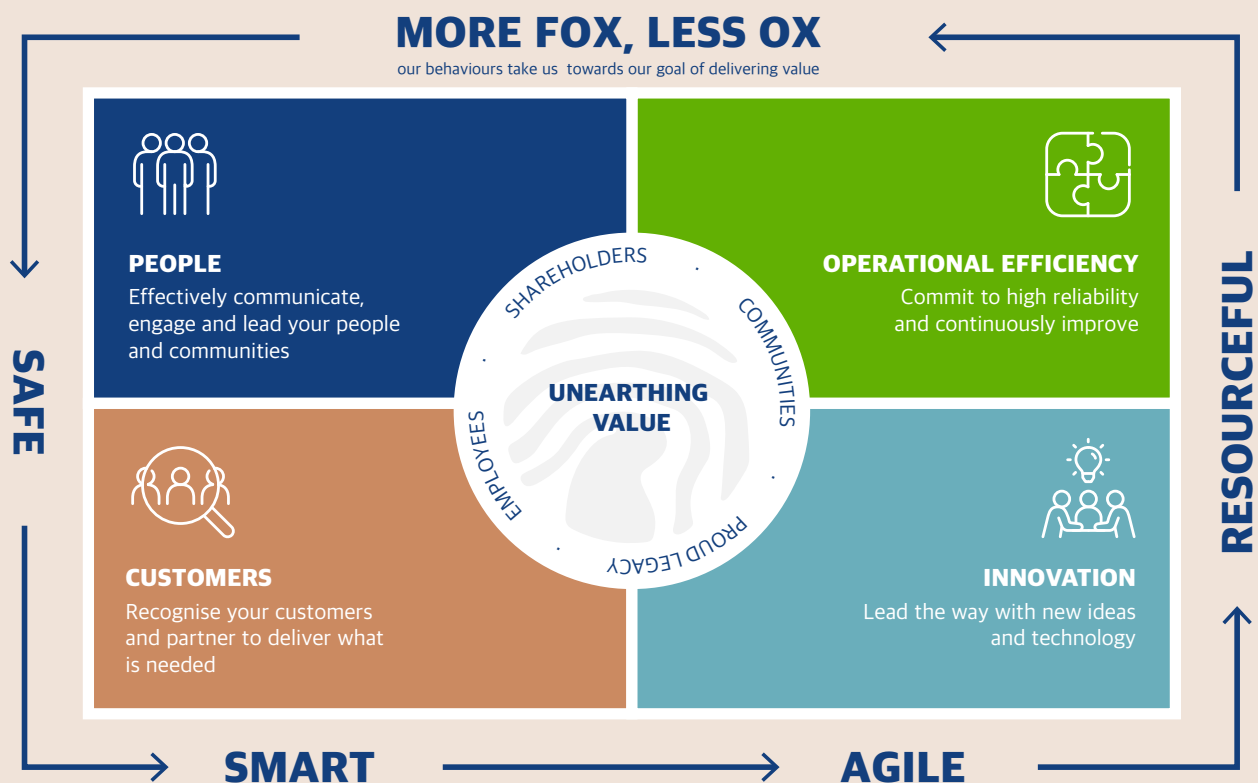 MORE FOX, LESS OX
our behaviours take us towards our goal of delivering value
PEOPLE
Effectively communicate,
engage and lead your people
and communities
OPERATIONAL EFFICIENCY
Commit to high reliability
and continuously improve
SHAREHOLDERS
COMMUNITIES
PROUD LEGACY
EMPLOYEES
UNEARTHING
VALUE
CUSTOMERS
Recognise your customers
and partner to deliver what
is needed
INNOVATION
Lead the way with new ideas
and technology
SAFE
SMART
AGILE
RESOURCEFUL